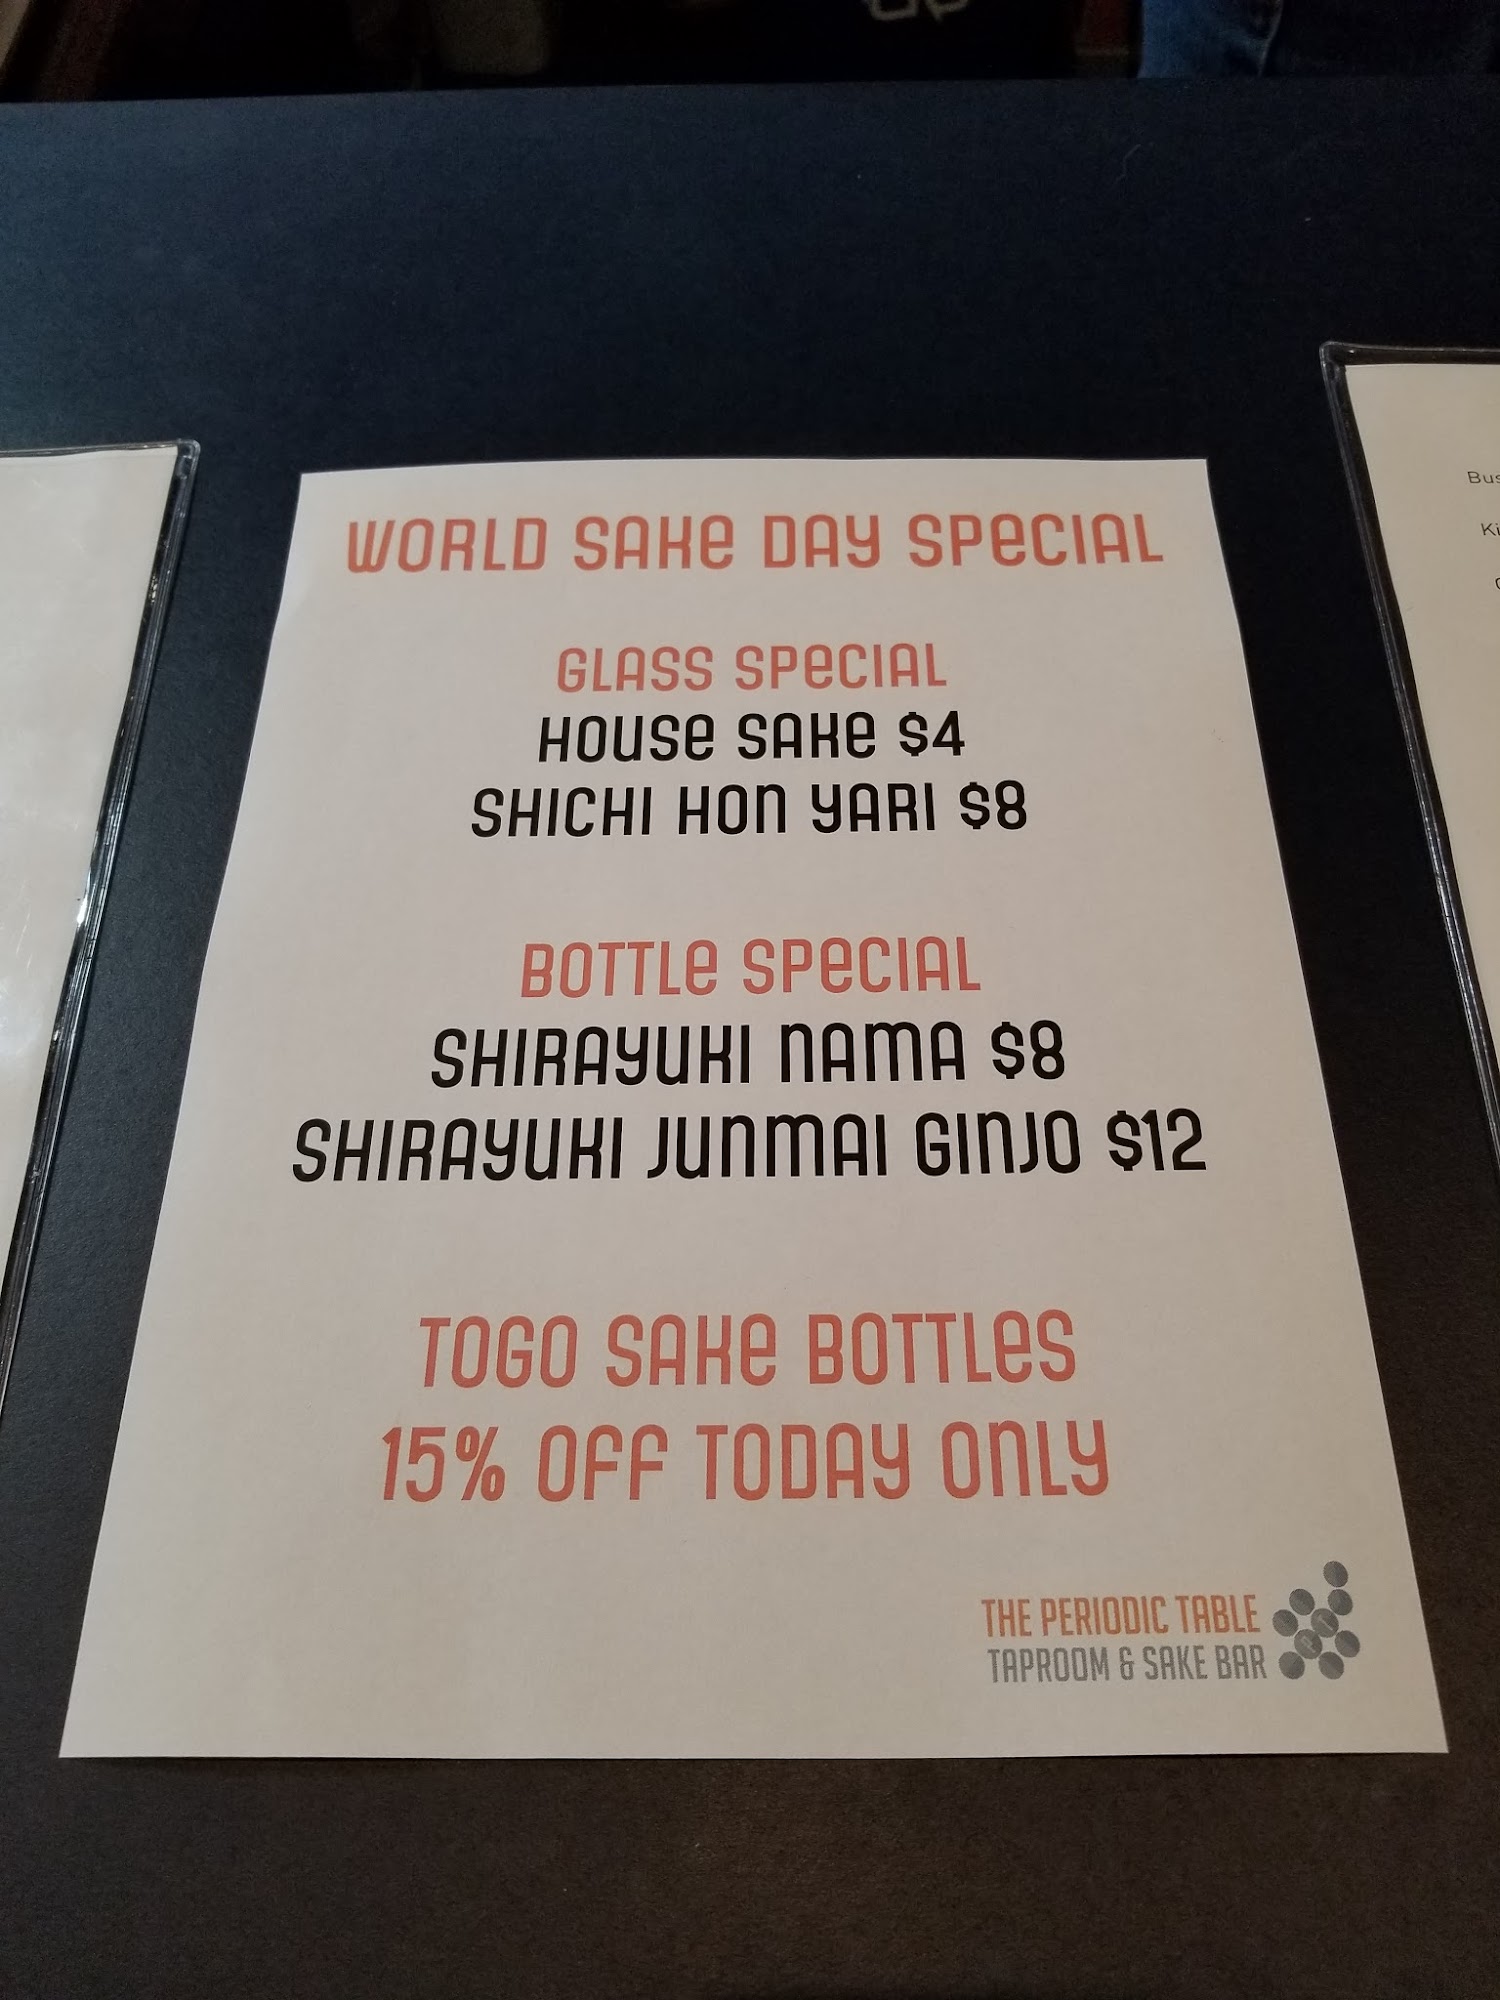 WORLD SAKE DAY SPECIAL
GLASS SPECIAL
HOUSE SAKE $4
SHICHI HON YARI $8
BOTTLE SPECIAL
SHIRAYUKI NAMA $8
SHIRAYUKI JUNMAI GINJO $12
TOGO SAKE BOTTLES
15% OFF TODAY ONLY
THE PERIODIC TABLE
TAPROOM & SAKE BAR